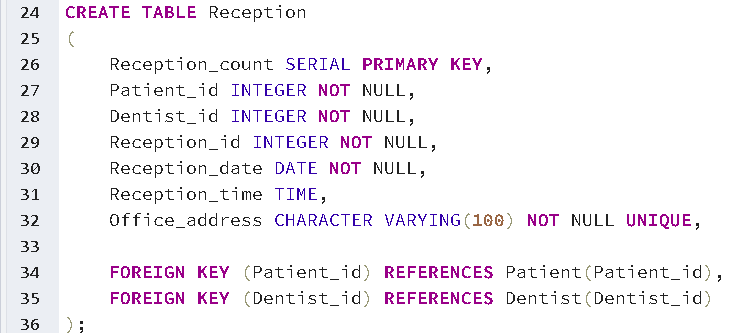 24 CREATE TABLE Reception
25 (
26     Reception_count SERIAL PRIMARY KEY,
27     Patient_id INTEGER NOT NULL,
28     Dentist_id INTEGER NOT NULL,
29     Reception_id INTEGER NOT NULL,
30     Reception_date DATE NOT NULL,
31     Reception_time TIME,
32     Office_address CHARACTER VARYING(100) NOT NULL UNIQUE,
33
34     FOREIGN KEY (Patient_id) REFERENCES Patient(Patient_id),
35     FOREIGN KEY (Dentist_id) REFERENCES Dentist(Dentist_id)
36 );